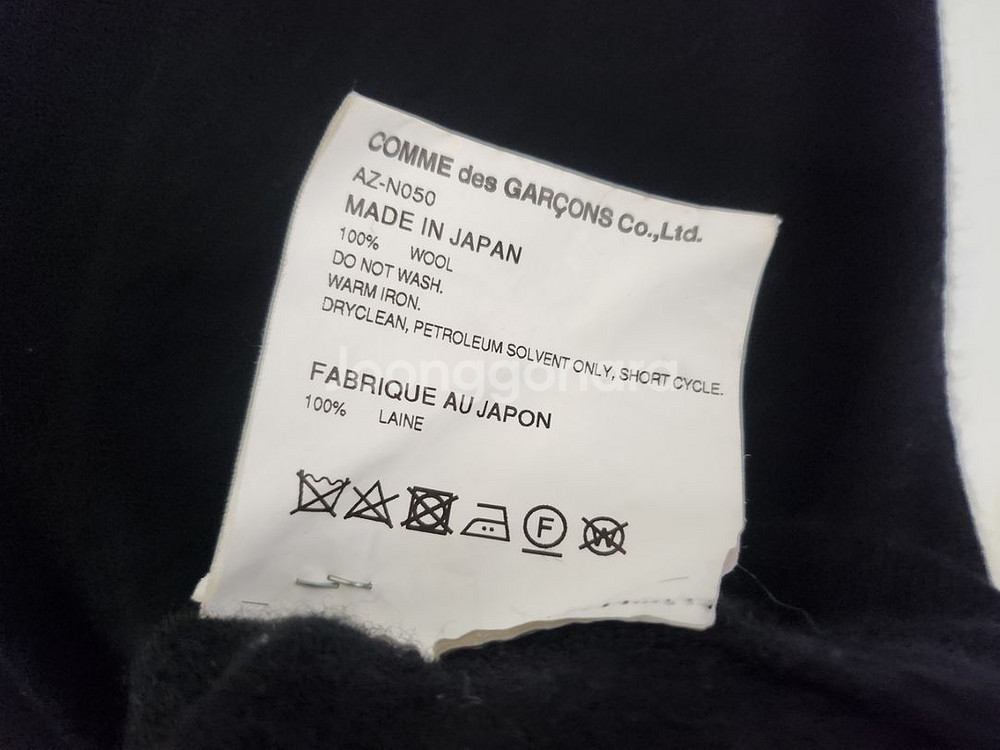 COMME des GARÇONS Co.,Ltd.
AZ-N050
MADE IN JAPAN
100% WOOL
DO NOT WASH.
WARM IRON.
DRYCLEAN, PETROLEUM SOLVENT ONLY, SHORT CYCLE.
Joonggonara
FABRIQUE AU JAPON
100% LAINE
F
W